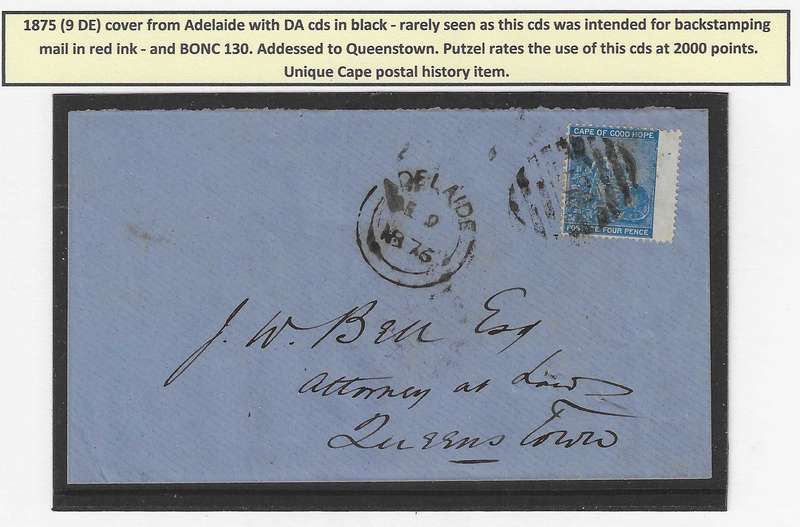 1875 (9 DE) cover from Adelaide with DA cds in black - rarely seen as this cds was intended for backstamping
mail in red ink - and BONC 130. Addessed to Queenstown. Putzel rates the use of this cds at 2000 points.
Unique Cape postal history item.
CAPE OF GOOD HOPE
FOUR PENCE
ADELAIDE
9
J. W. Bell Esq
Attorney at Law
Queens Town